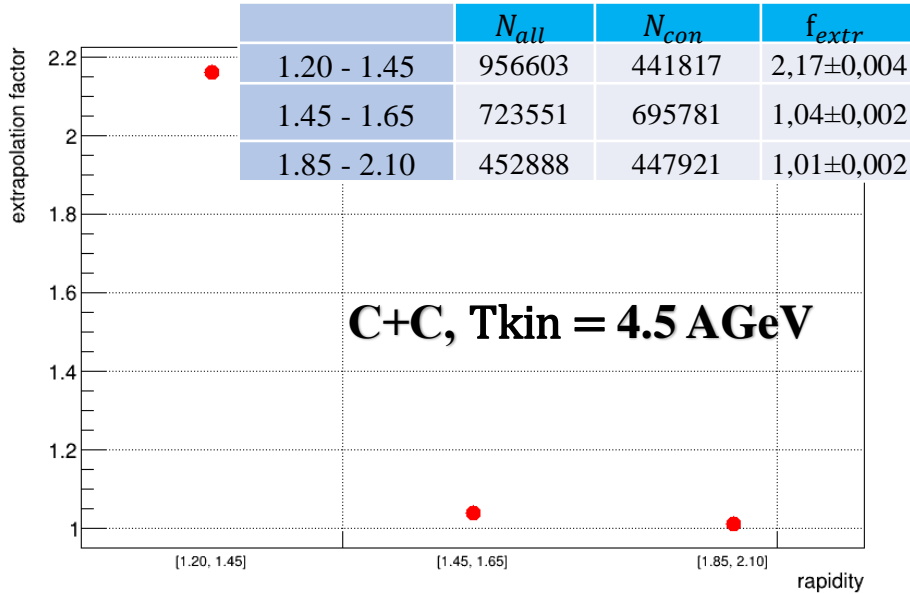 N_all N_con f_extr
1.20 - 1.45 956603 441817 2,17±0,004
1.45 - 1.65 723551 695781 1,04±0,002
1.85 - 2.10 452888 447921 1,01±0,002
extrapolation factor
2.2
2
1.8
1.6
1.4
1.2
1
C+C, Tkin = 4.5 AGeV
[1.20, 1.45] [1.45, 1.65] [1.85, 2.10]
rapidity